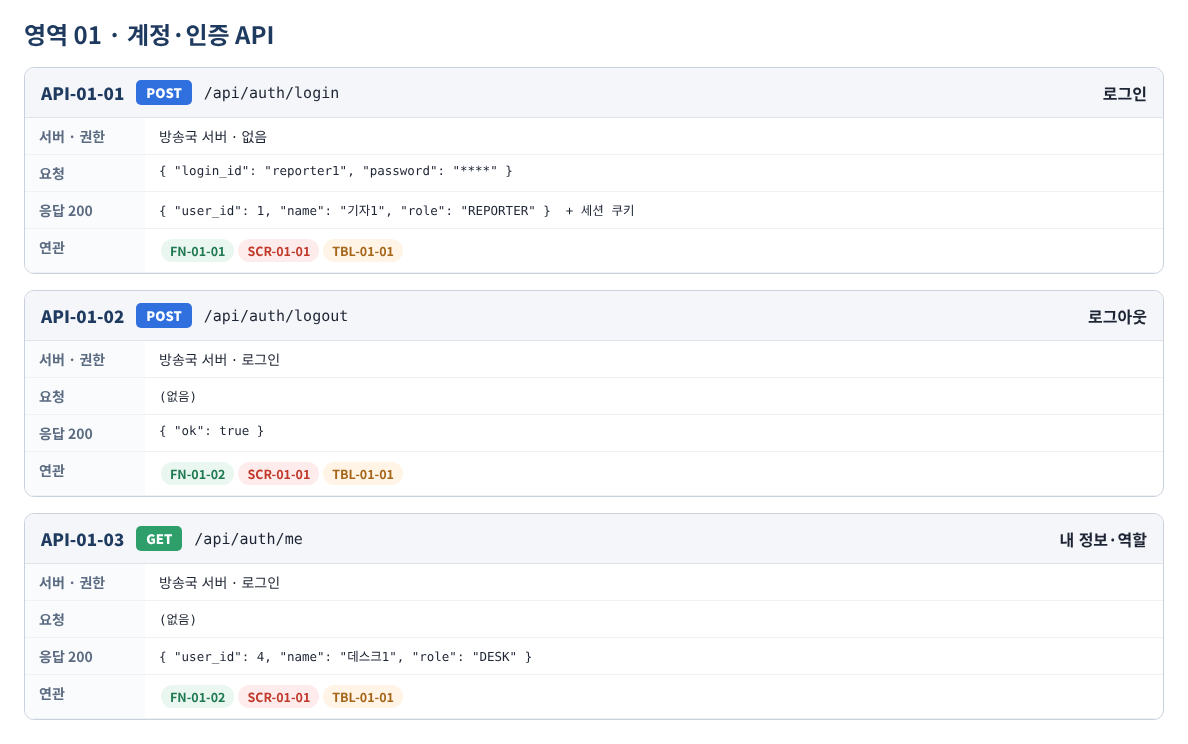 영역 01 · 계정·인증 API
API-01-01 POST /api/auth/login 로그인
서버 · 권한 방송국 서버 · 없음
요청 { "login_id": "reporter1", "password": "****" }
응답 200 { "user_id": 1, "name": "기자1", "role": "REPORTER" } + 세션 쿠키
연관 FN-01-01 SCR-01-01 TBL-01-01
API-01-02 POST /api/auth/logout 로그아웃
서버 · 권한 방송국 서버 · 로그인
요청 (없음)
응답 200 { "ok": true }
연관 FN-01-02 SCR-01-01 TBL-01-01
API-01-03 GET /api/auth/me 내 정보·역할
서버 · 권한 방송국 서버 · 로그인
요청 (없음)
응답 200 { "user_id": 4, "name": "데스크1", "role": "DESK" }
연관 FN-01-02 SCR-01-01 TBL-01-01